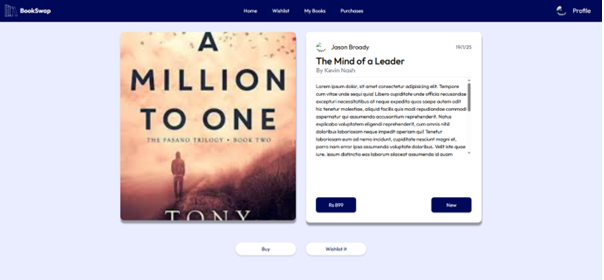 BookSwap
Home Wishlist My Books Purchases
Profile
A
MILLION
TO ONE
THE FASANO TRILOGY • BOOK TWO
TONY
Jason Broady
19/1/25
The Mind of a Leader
By Kevin Nash
Lorem ipsum dolor, sit amet consectetur adipisicing elit. Tempore
cum vitae unde sequi quia! Libero cupiditate unde officia recusandae
excepturi necessitatibus at neque expedita quos saepe autem odit
hic tenetur molestiae, aliquid facilis quis modi repudiandae commodi
aspernatur qui assumenda accusantium reprehenderit. Natus
explicabo voluptatem eligendi reprehenderit, cum omnis nihil
doloribus laboriosam neque impedit aperiam qui! Tenetur
laboriosam eum ad nemo incidunt, cupiditate nesciunt magni et,
porro nam error ipsa assumenda voluptate doloribus. Velit iste quae
iure, ipsum distinctio eos laborum placeat assumenda id quam
Rs 899
New
Buy
Wishlist it